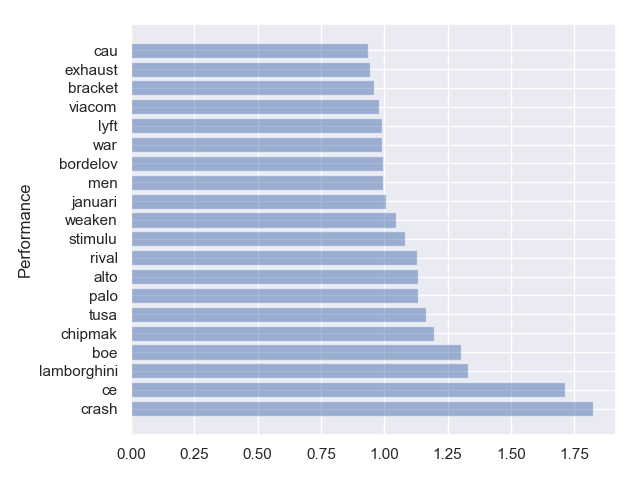 cau
exhaust
bracket
viacom
lyft
war
bordelov
men
januari
weaken
stimulu
rival
alto
palo
tusa
chipmak
boe
lamborghini
ce
crash
Performance
0.00 0.25 0.50 0.75 1.00 1.25 1.50 1.75